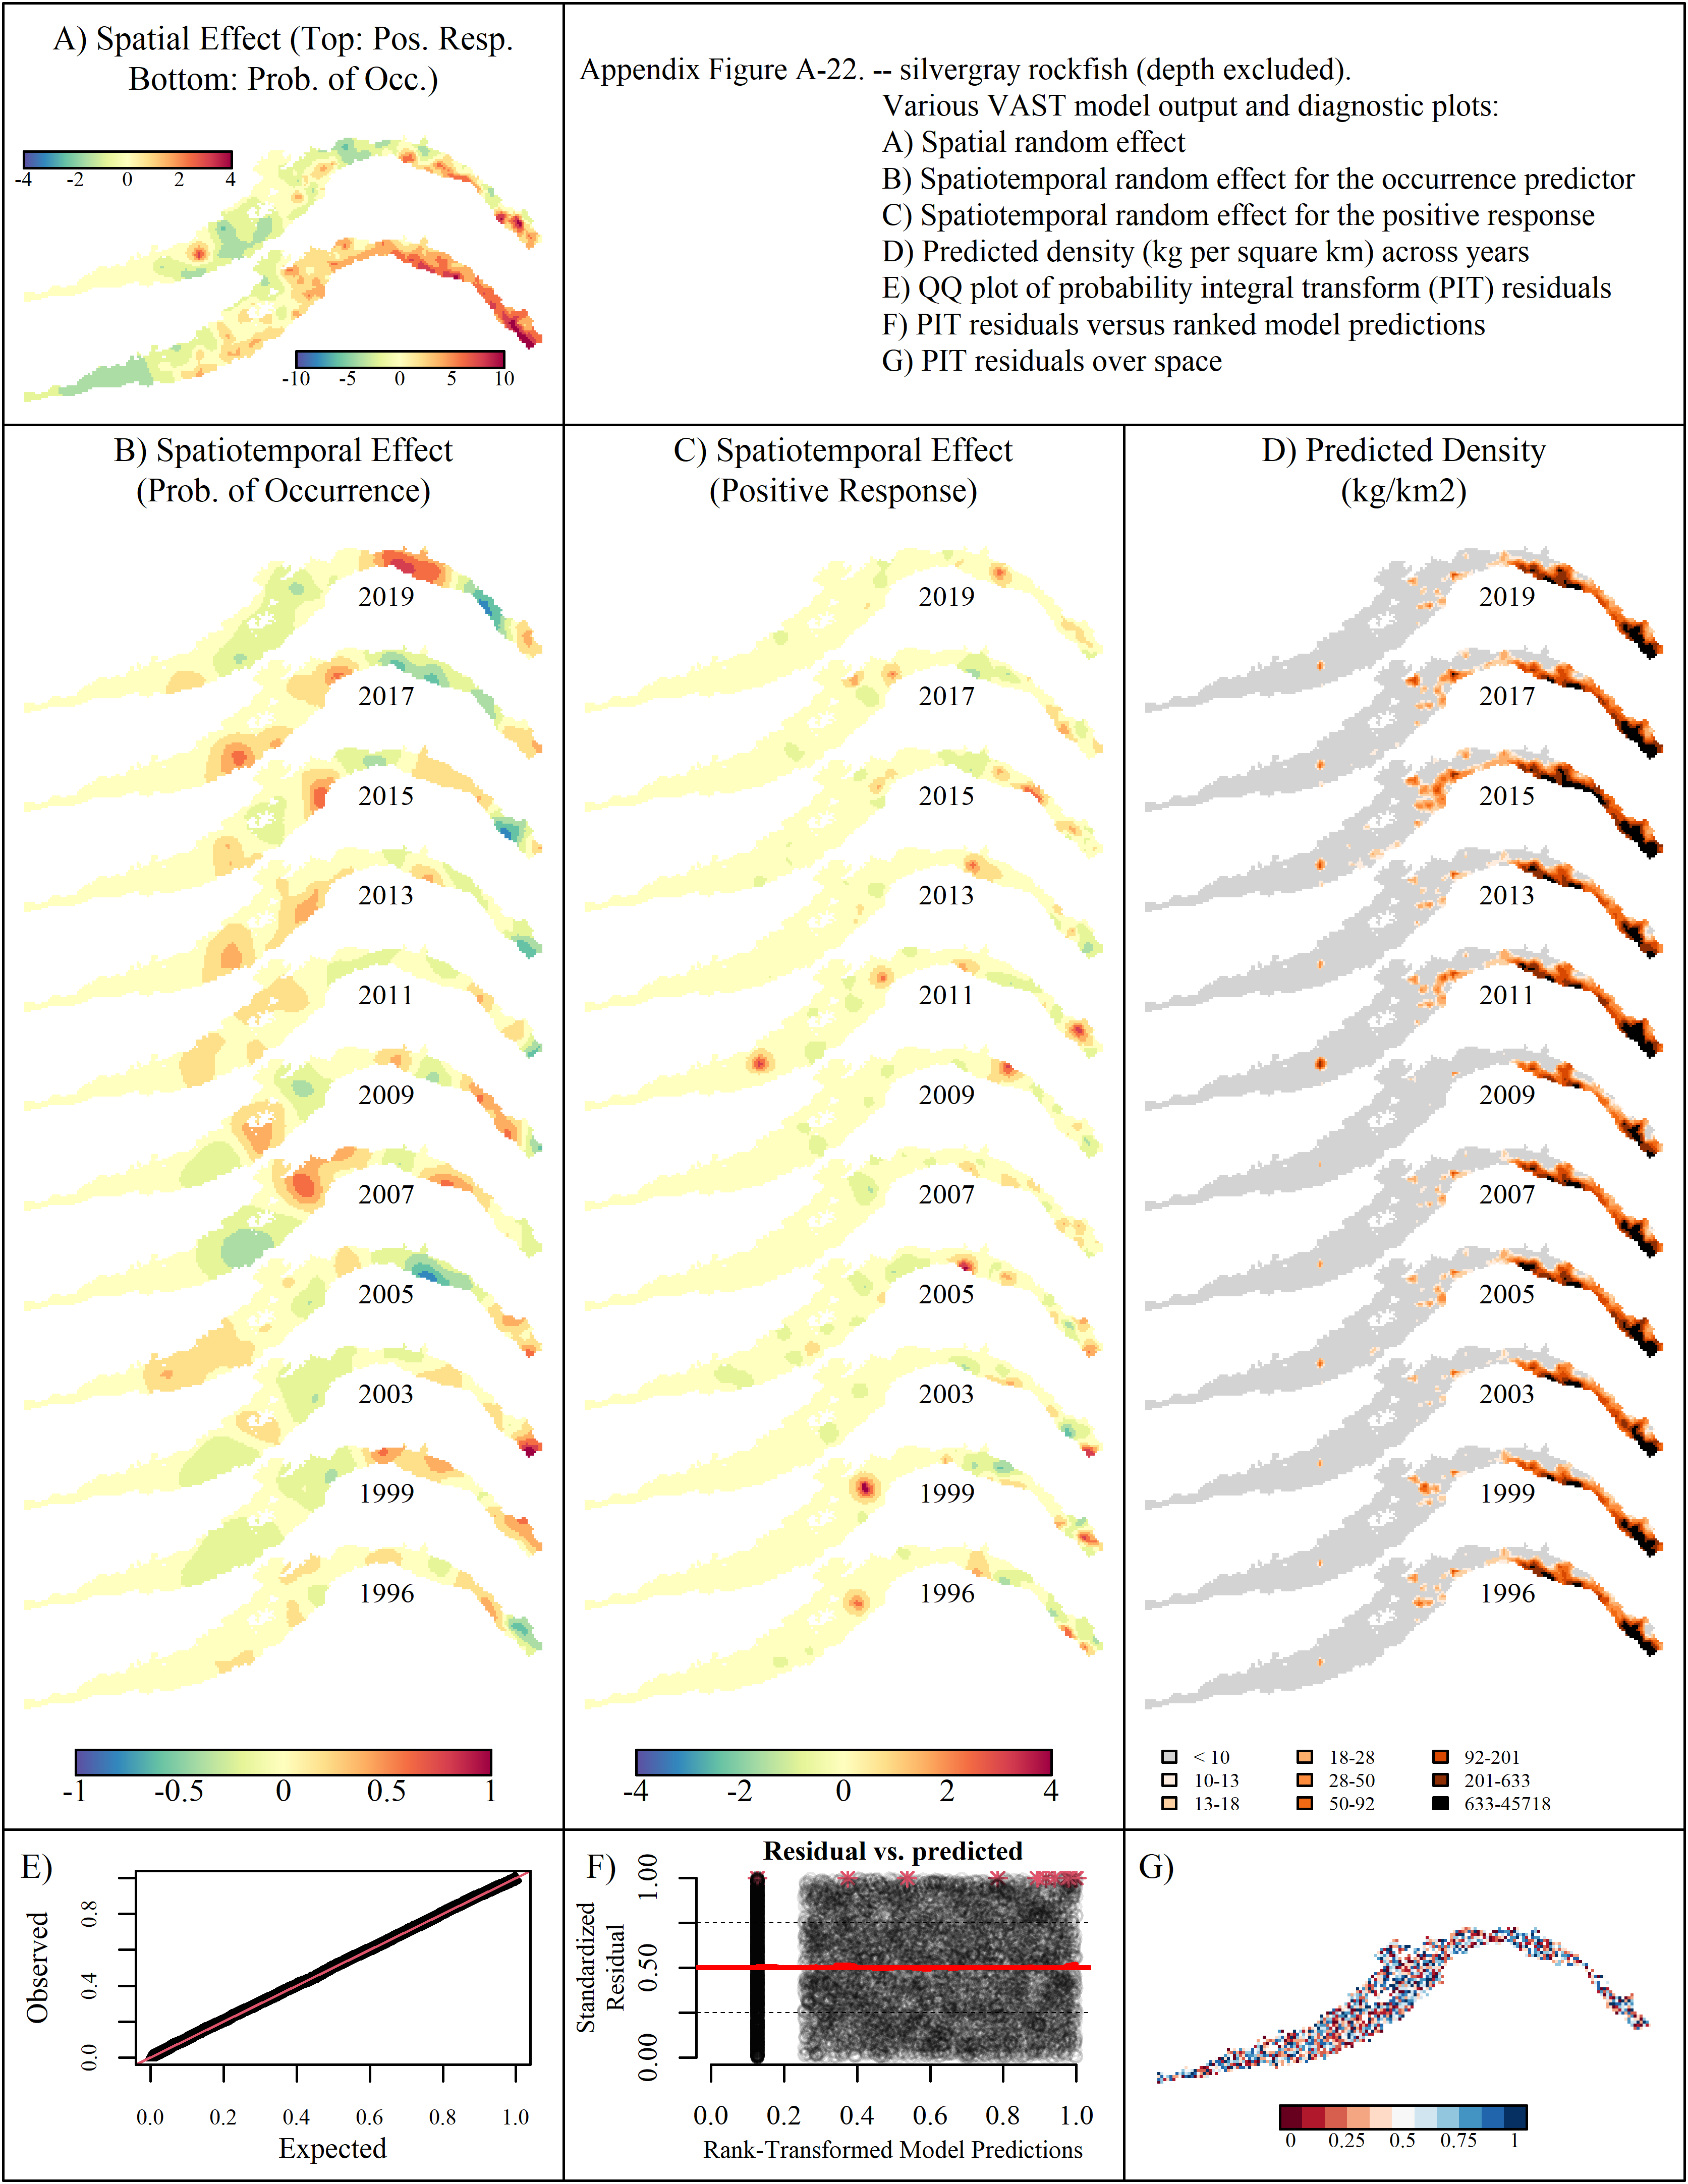 A) Spatial Effect (Top: Pos. Resp.
Bottom: Prob. of Occ.)
-4 -2 0 2 4
-10 -5 0 5 10
Appendix Figure A-22. -- silvergray rockfish (depth excluded).
Various VAST model output and diagnostic plots:
A) Spatial random effect
B) Spatiotemporal random effect for the occurrence predictor
C) Spatiotemporal random effect for the positive response
D) Predicted density (kg per square km) across years
E) QQ plot of probability integral transform (PIT) residuals
F) PIT residuals versus ranked model predictions
G) PIT residuals over space
B) Spatiotemporal Effect
(Prob. of Occurrence)
2019
2017
2015
2013
2011
2009
2007
2005
2003
1999
1996
-1 -0.5 0 0.5 1
C) Spatiotemporal Effect
(Positive Response)
2019
2017
2015
2013
2011
2009
2007
2005
2003
1999
1996
-4 -2 0 2 4
D) Predicted Density
(kg/km2)
2019
2017
2015
2013
2011
2009
2007
2005
2003
1999
1996
< 10 18-28 92-201
10-13 28-50 201-633
13-18 50-92 633-45718
E)
Observed
0.0 0.4 0.8
0.0 0.2 0.4 0.6 0.8 1.0
Expected
F)
Residual vs. predicted
Standardized
Residual
0.00 0.50 1.00
0.0 0.2 0.4 0.6 0.8 1.0
Rank-Transformed Model Predictions
G)
0 0.25 0.5 0.75 1